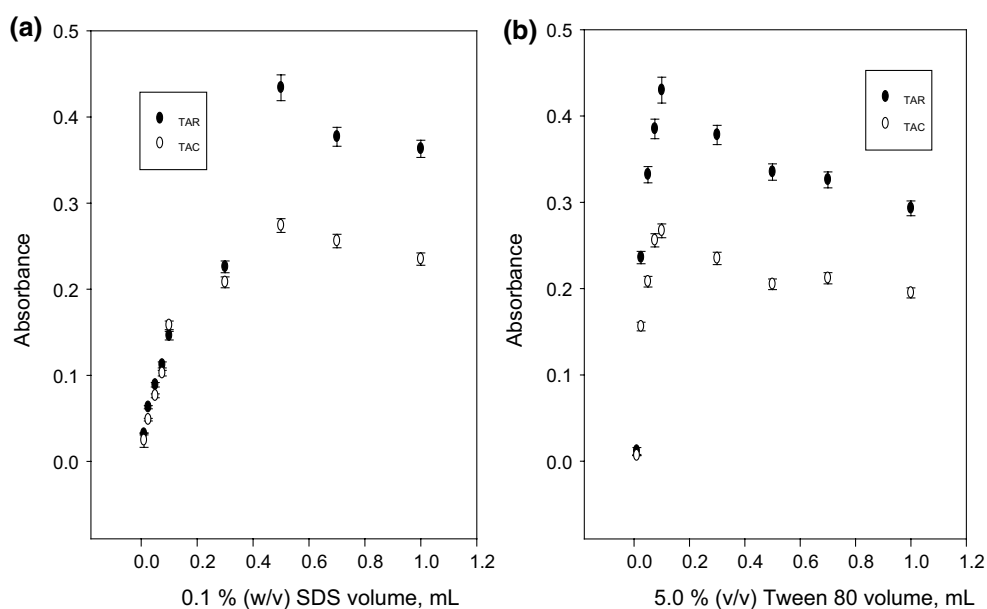 (a)
0.5
0.4
0.3
0.2
0.1
0.0
Absorbance
TAR
TAC
0.0 0.2 0.4 0.6 0.8 1.0 1.2
0.1 % (w/v) SDS volume, mL
(b)
0.5
0.4
0.3
0.2
0.1
0.0
Absorbance
TAR
TAC
0.0 0.2 0.4 0.6 0.8 1.0 1.2
5.0 % (v/v) Tween 80 volume, mL